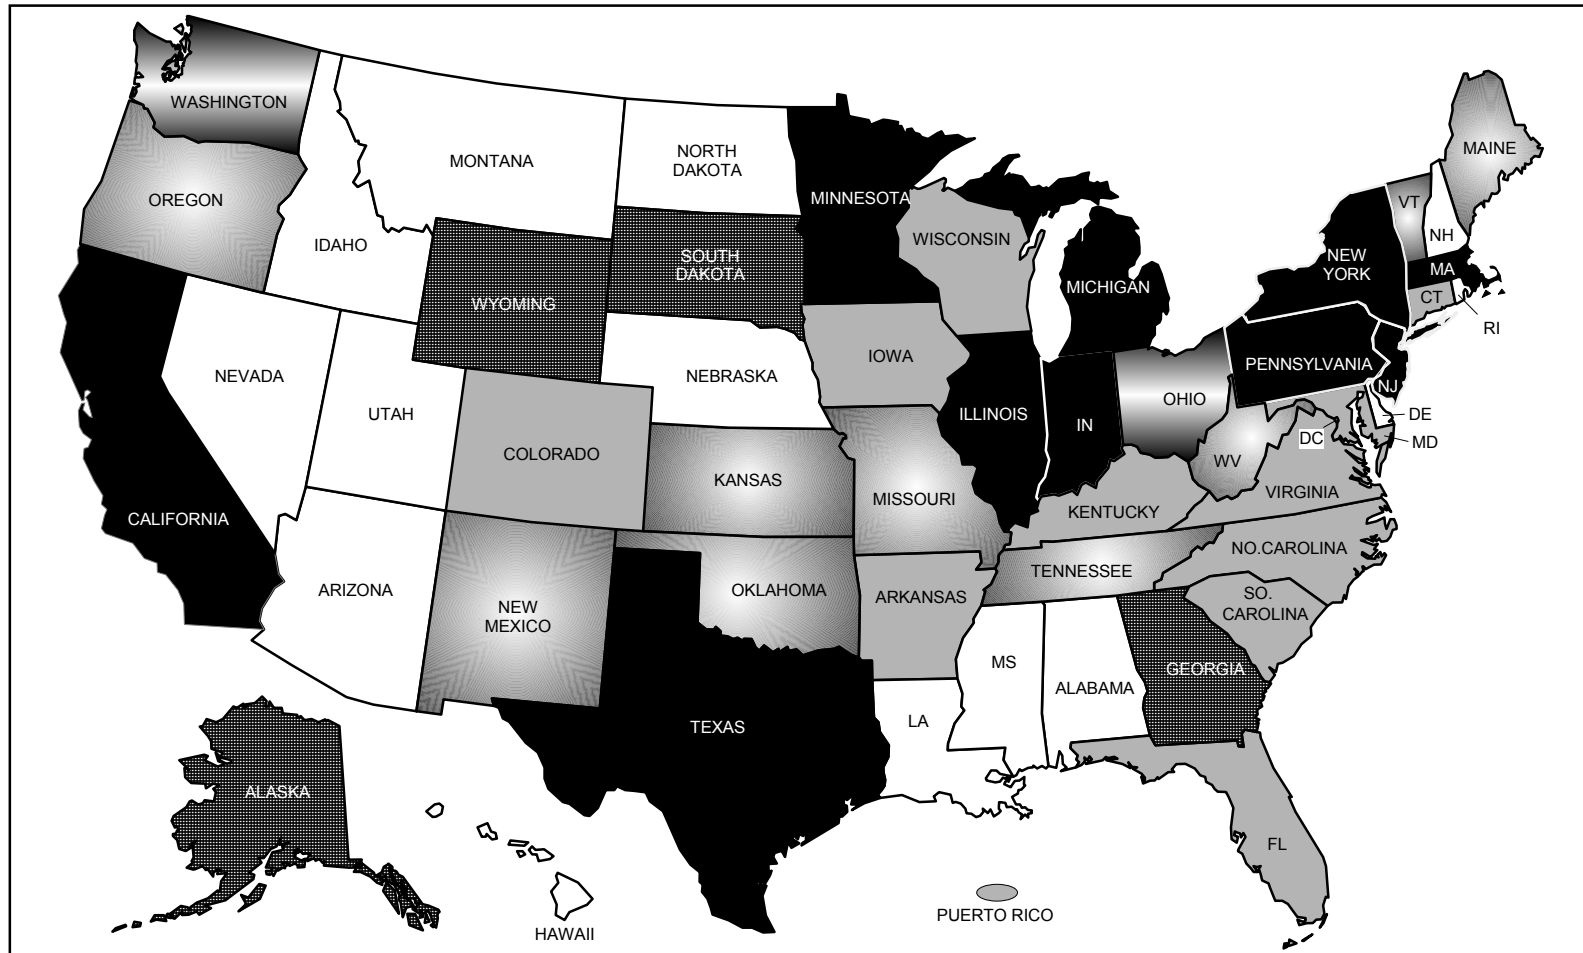 WASHINGTON
OREGON
MONTANA
IDAHO
NORTH
DAKOTA
SOUTH
DAKOTA
WYOMING
MINNESOTA
WISCONSIN
MICHIGAN
MAINE
VT
NH
NEW
YORK
MA
CT
RI
NEVADA
UTAH
COLORADO
NEBRASKA
IOWA
ILLINOIS
IN
OHIO
PENNSYLVANIA
NJ
DE
MD
DC
WV
VIRGINIA
CALIFORNIA
KANSAS
MISSOURI
KENTUCKY
NO.CAROLINA
ARIZONA
NEW
MEXICO
OKLAHOMA
ARKANSAS
TENNESSEE
SO.
CAROLINA
TEXAS
LA
MS
ALABAMA
GEORGIA
FL
ALASKA
HAWAII
PUERTO RICO